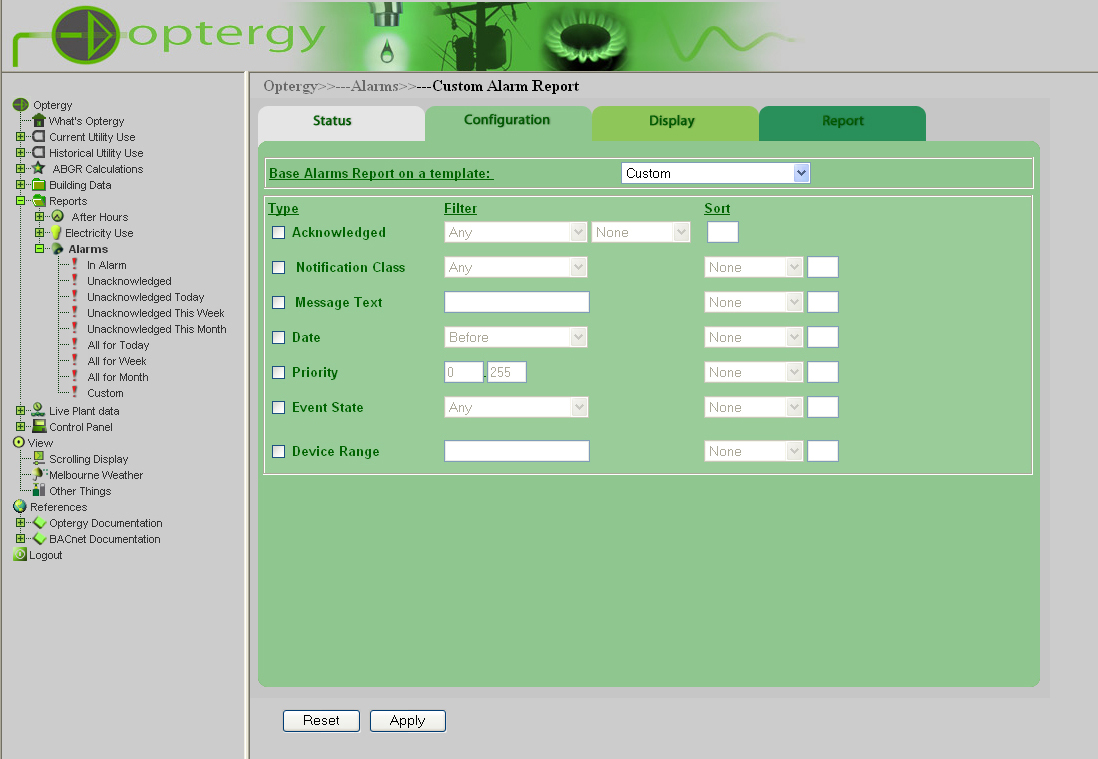 optergy
Optergy>>---Alarms>>---Custom Alarm Report
Optergy
What's Optergy
Current Utility Use
Historical Utility Use
ABGR Calculations
Building Data
Reports
After Hours
Electricity Use
Alarms
In Alarm
Unacknowledged
Unacknowledged Today
Unacknowledged This Week
Unacknowledged This Month
All for Today
All for Week
All for Month
Custom
Live Plant data
Control Panel
View
Scrolling Display
Melbourne Weather
Other Things
References
Optergy Documentation
BACnet Documentation
Logout
Status Configuration Display Report
Base Alarms Report on a template: Custom
Type Filter Sort
Acknowledged Any None
Notification Class Any None
Message Text None
Date Before None
Priority 0 - 255 None
Event State Any None
Device Range None
Reset Apply